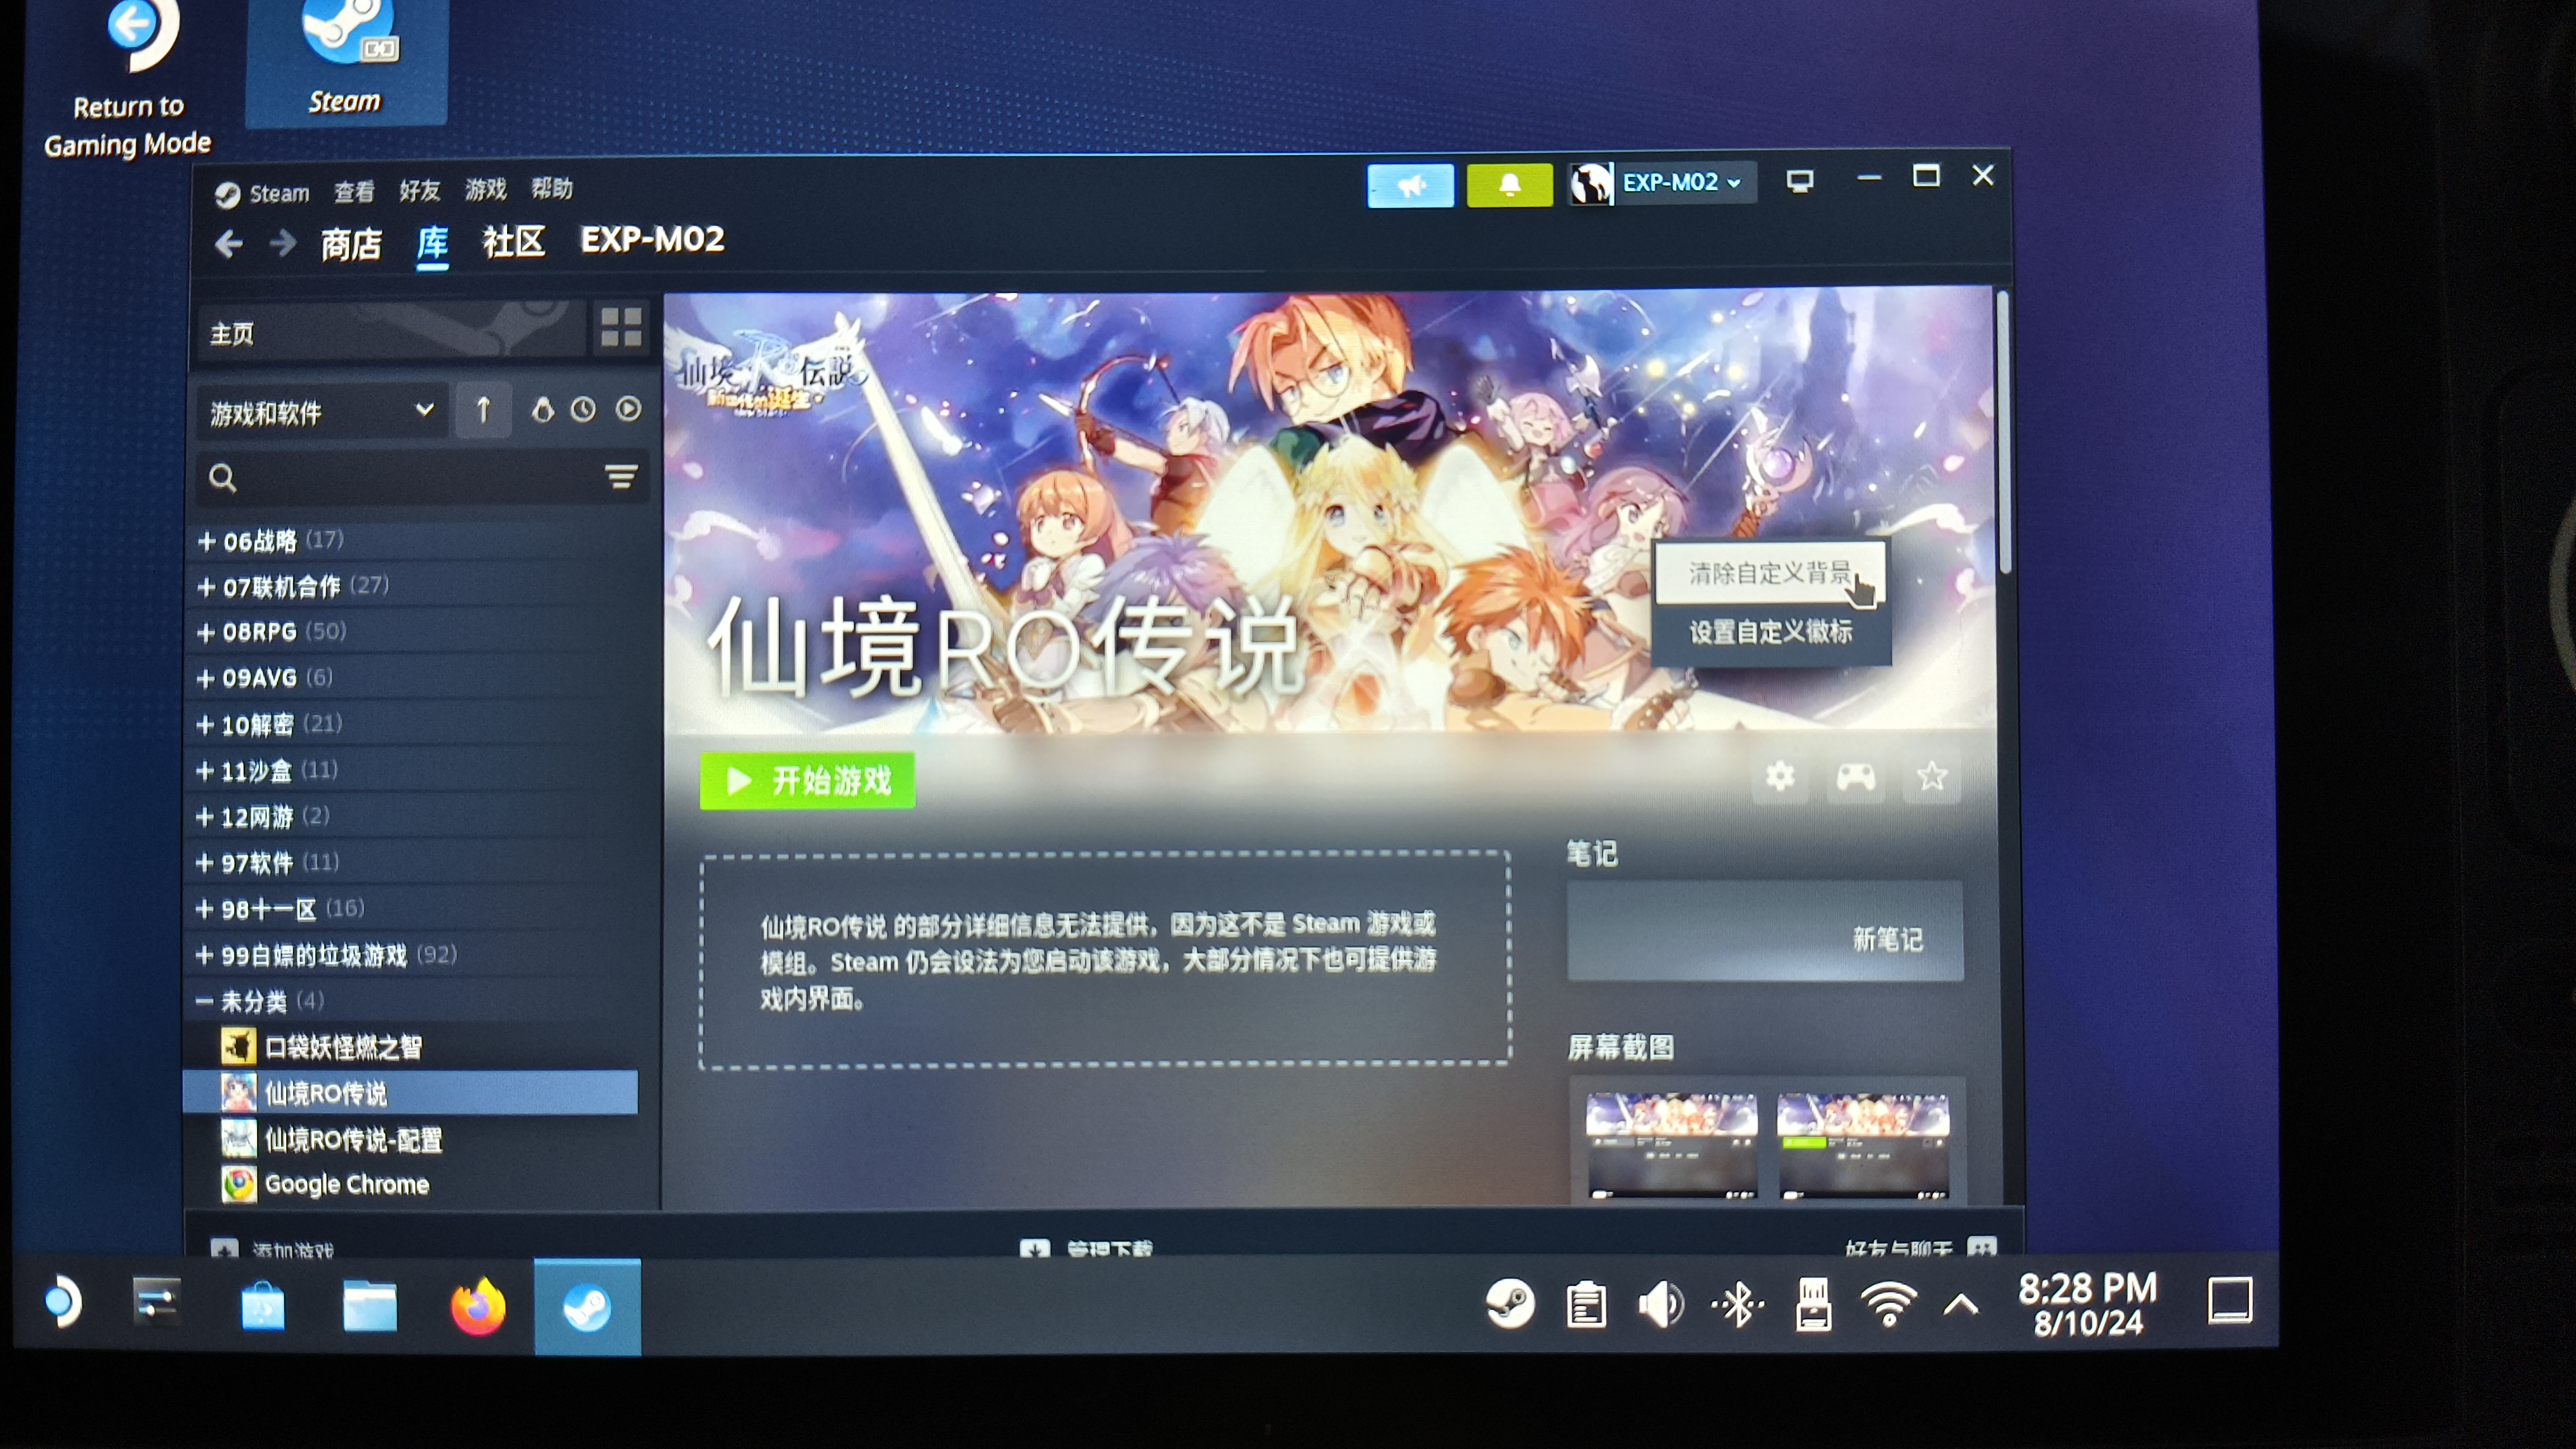 Return to
Gaming Mode
Steam
Steam 查看 好友 游戏 帮助
EXP-M02
商店 库 社区 EXP-M02
主页
游戏和软件
仙境RO伝説
清除自定义背景
设置自定义徽标
仙境RO传说
06战略 (17)
07联机合作 (27)
08RPG (50)
09AVG (6)
10解密 (21)
11沙盒 (11)
12网游 (2)
97软件 (11)
98十一区 (16)
99白嫖的垃圾游戏 (92)
未分类 (4)
口袋妖怪燃之智
仙境RO传说
仙境RO传说-配置
Google Chrome
开始游戏
仙境RO传说 的部分详细信息无法提供，因为这不是 Steam 游戏或
模组。Steam 仍会设法为您启动该游戏，大部分情况下也可提供游
戏内界面。
笔记
新笔记
屏幕截图
添加游戏
管理下载
好友与聊天
8:28 PM
8/10/24